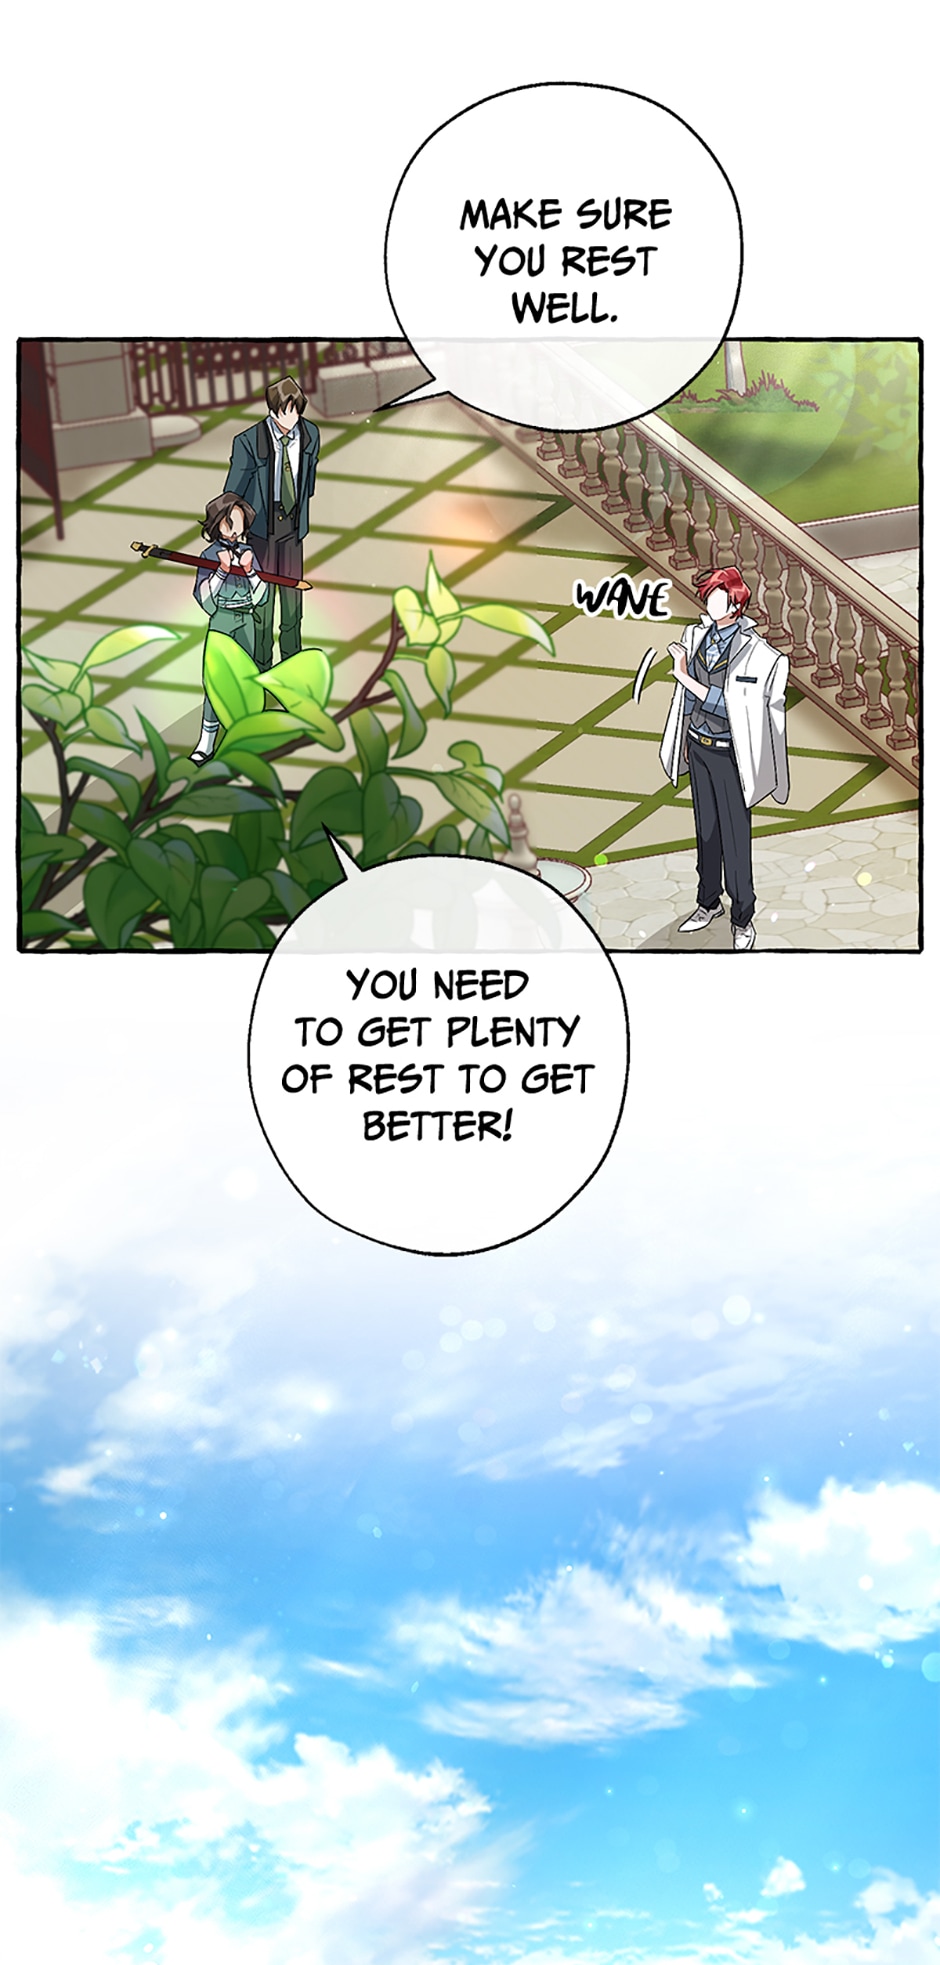 MAKE SURE
YOU REST
WELL.
WAVE
YOU NEED
TO GET PLENTY
OF REST TO GET
BETTER!